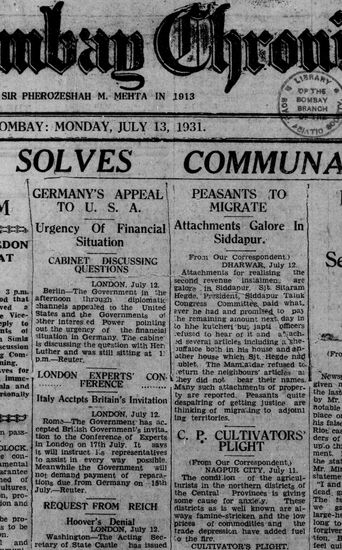 ombay Chroni
SIR PHEROZESHAH M. MEHTA IN 1913
LIBRARY
OF THE
BOMBAY
BRANCH
OMBAY: MONDAY, JULY 13, 1931.
SOLVES COMMUNA
GERMANY'S APPEAL
TO U. S. A.
Urgency Of Financial
Situation
CABINET DISCUSSING
QUESTIONS
LONDON, July 12.
Berlin—The Government in the
afternoon through diplomatic
channels appealed to the United
States and the Governments of
other interested Power pointing
out the urgency of the financial
situation in Germany. The cabinet
is discussing the question with Herr
Luther and was still sitting at
p.m.—Reuter.
LONDON EXPERTS' CON-
FERENCE
Italy Accepts Britain's Invitation
LONDON, July 12.
Rome—The Government has ac-
cepted British Government's invita-
tion to the Conference of Experts
in London on 17th July. It says
it will instruct its representatives
to assist in every way possible.
Meanwhile the Government will
not demand payment of repara-
tions due from Germany on 15th
July.—Reuter.
REQUEST FROM REICH
Hoover's Denial
LONDON, July 12.
Washington—The Acting Sec-
retary of State Castle has issued
PEASANTS TO
MIGRATE
Attachments Galore In
Siddapur.
(From Our Correspondent.)
DHARWAR, July 12.
Attachments for realising the
second revenue instalment are
galore in Siddapur. Sjt Sitaram
Hegde, President, Siddapur Taluk
Congress Committee paid what
ever he had and promised to pay
the remaining amount next day in
the kutcheri but japti officers
refused to hear it and attach-
ed several articles including a she-
buffalo both in his house and an-
other house which Sjt. Hegde had
sublet. The Mamlatdar refused to
return the neighbours articles as
they did not bear their names.
Many such attachments of proper-
ty are reported. Peasants quite
despairing of getting justice are
thinking of migrating to adjoin-
ing territories.
C. P. CULTIVATORS'
PLIGHT
(From Our Correspondent.)
NAGPUR CITY, July 11.
The condition of the agricul-
turists in the northern districts of
the Central Provinces is giving
some cause for anxiety. These
districts as is well known are al-
ways famine-stricken and the low
prices of commodities and the
trade depression have added fuel
to the fire.
CULTIVATORS' PLIGHT